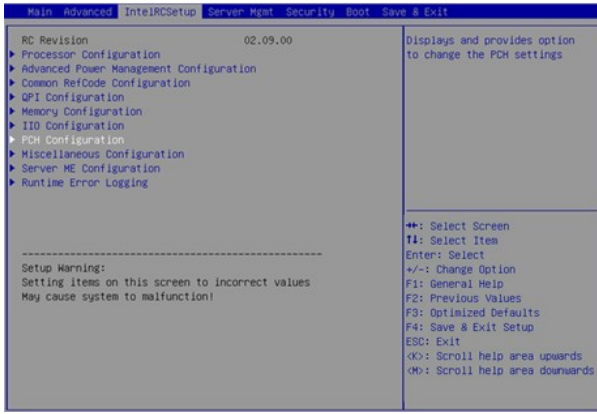 Main Advanced IntelRCSetup Server Mgmt Security Boot Save & Exit
RC Revision 02.09.00
Processor Configuration
Advanced Power Management Configuration
Common RefCode Configuration
QPI Configuration
Memory Configuration
IIO Configuration
PCH Configuration
Miscellaneous Configuration
Server ME Configuration
Runtime Error Logging
------------------------------------------------
Setup Warning:
Setting items on this screen to incorrect values
May cause system to malfunction!
Displays and provides option
to change the PCH settings
→←: Select Screen
↑↓: Select Item
Enter: Select
+/-: Change Option
F1: General Help
F2: Previous Values
F3: Optimized Defaults
F4: Save & Exit Setup
ESC: Exit
<K>: Scroll help area upwards
<M>: Scroll help area downwards